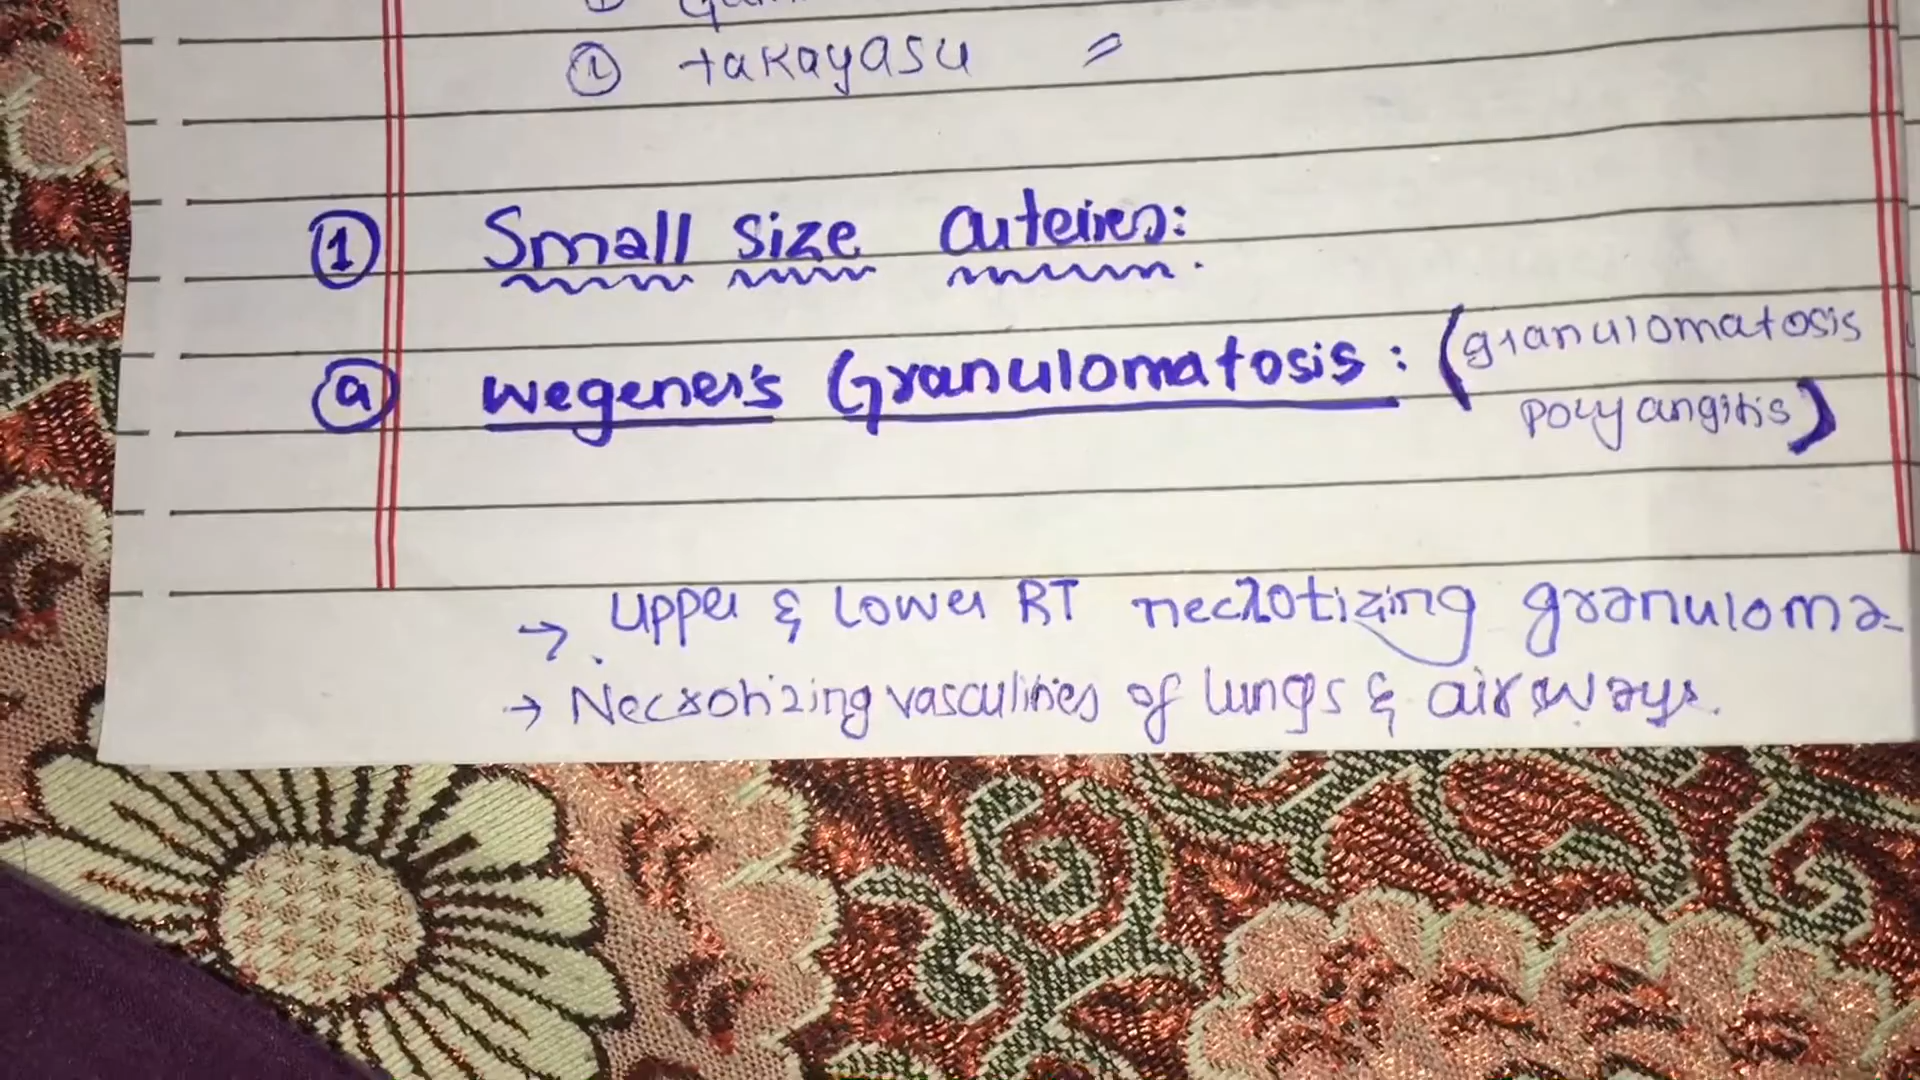 ② takayasu =
① Small size arteires:
ⓐ Wegener's Granulomatosis: (granulomatosis
polyangitis)
→ Upper & Lower RT necrotizing granuloma
→ Necrotizing vasculities of lungs & airways.